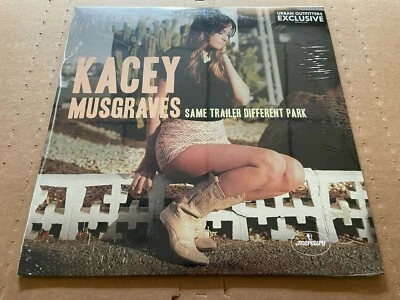 URBAN OUTFITTERS
EXCLUSIVE
KACEY
MUSGRAVES
SAME TRAILER DIFFERENT PARK
mercury